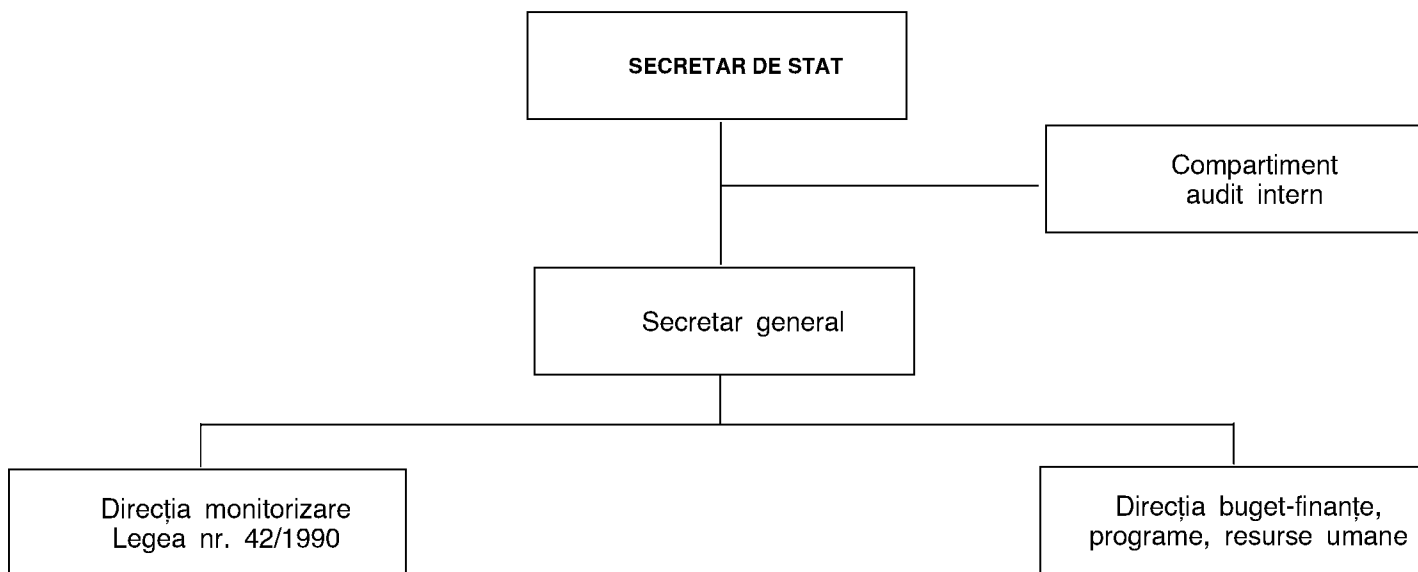 SECRETAR DE STAT
Compartiment
audit intern
Secretar general
Direcția monitorizare
Legea nr. 42/1990
Direcția buget-finanțe,
programe, resurse umane